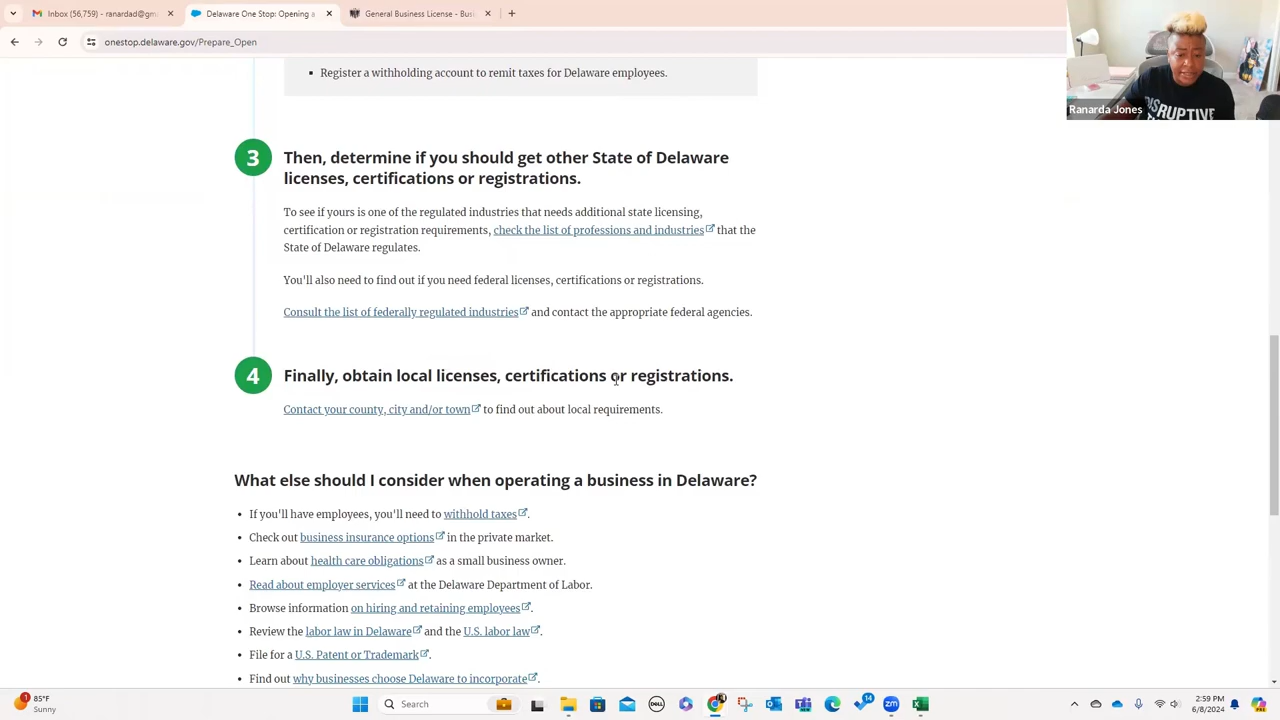 Inbox (56,759) - ranardad@gm
Delaware One Stop: Opening a
General Business License - Busi
onestop.delaware.gov/Prepare_Open
Ranarda Jones
Register a withholding account to remit taxes for Delaware employees.
3
Then, determine if you should get other State of Delaware
licenses, certifications or registrations.
To see if yours is one of the regulated industries that needs additional state licensing,
certification or registration requirements, check the list of professions and industries that the
State of Delaware regulates.
You'll also need to find out if you need federal licenses, certifications or registrations.
Consult the list of federally regulated industries and contact the appropriate federal agencies.
4
Finally, obtain local licenses, certifications or registrations.
Contact your county, city and/or town to find out about local requirements.
What else should I consider when operating a business in Delaware?
If you'll have employees, you'll need to withhold taxes.
Check out business insurance options in the private market.
Learn about health care obligations as a small business owner.
Read about employer services at the Delaware Department of Labor.
Browse information on hiring and retaining employees.
Review the labor law in Delaware and the U.S. labor law.
File for a U.S. Patent or Trademark.
Find out why businesses choose Delaware to incorporate.
1
85°F
Sunny
Search
DELL
zm
14
2:59 PM
6/8/2024